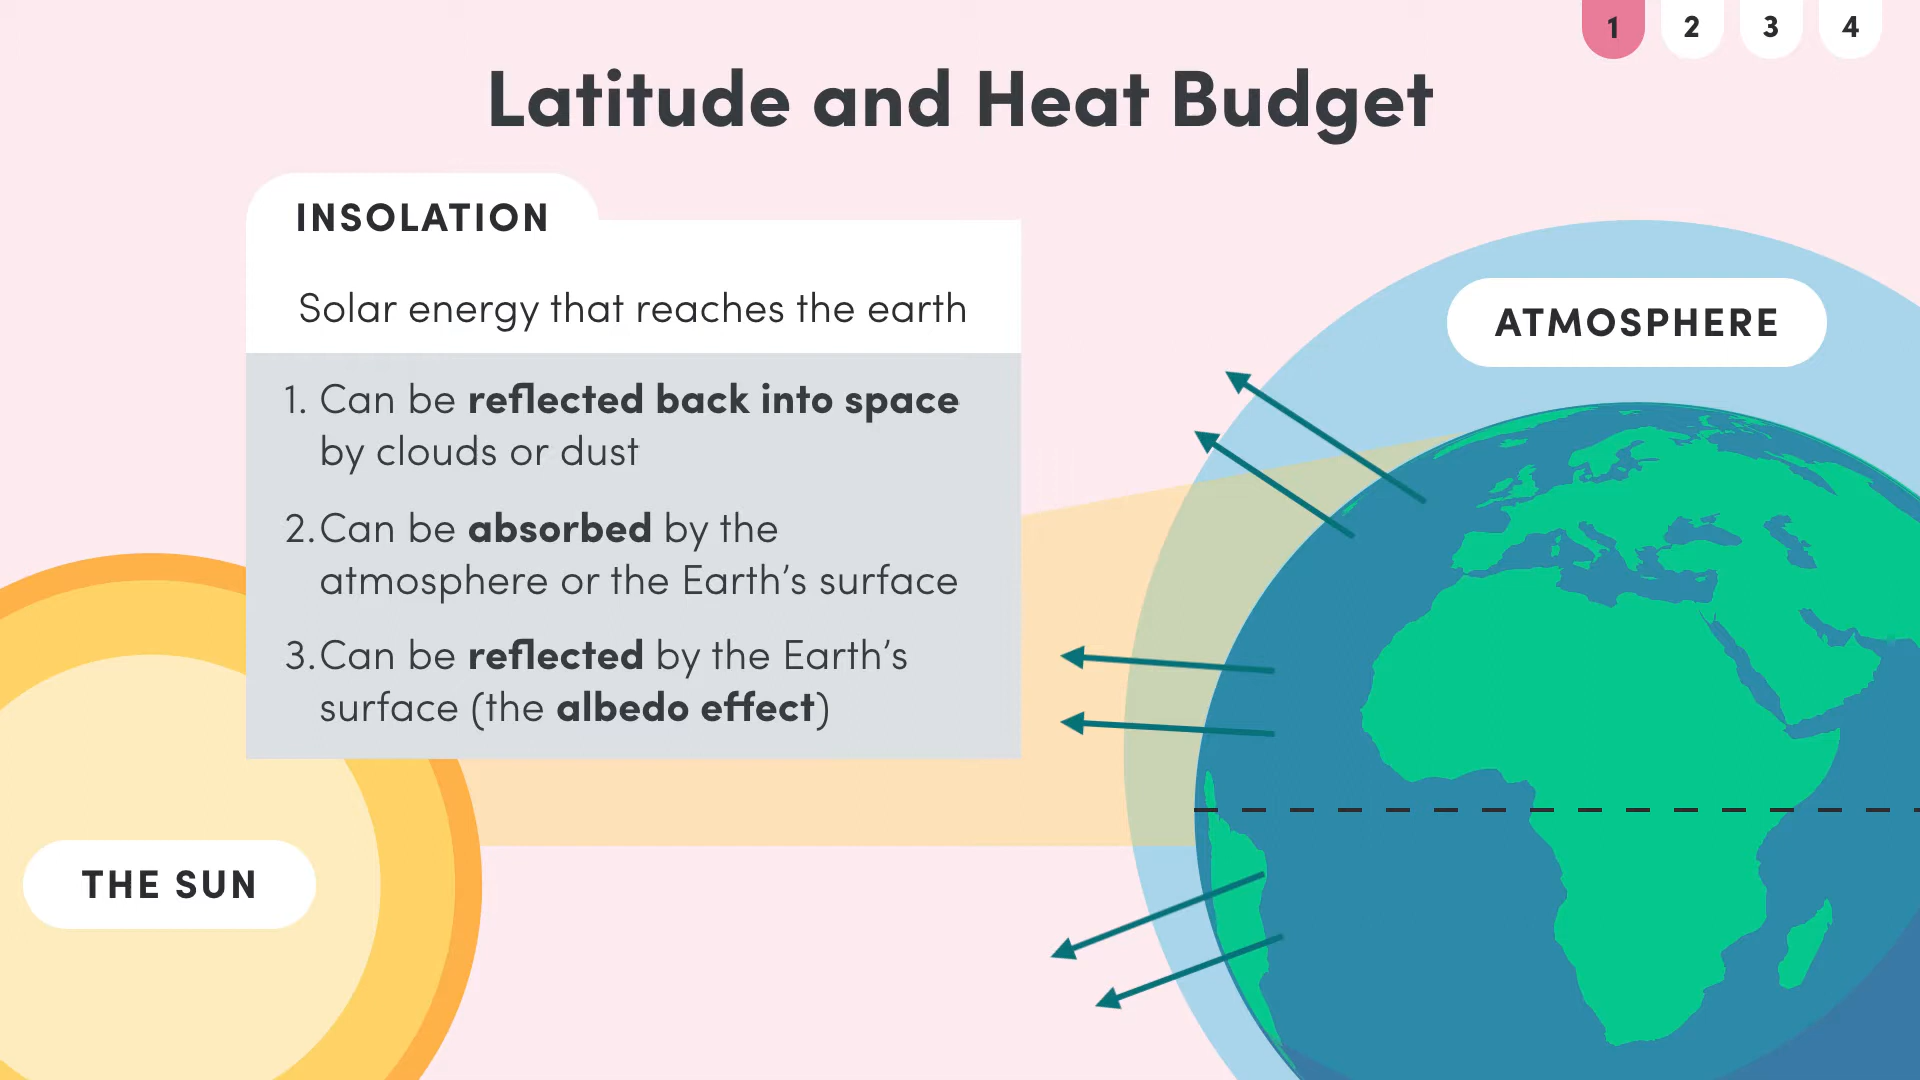 1 2 3 4
Latitude and Heat Budget
INSOLATION
Solar energy that reaches the earth
1. Can be reflected back into space
by clouds or dust
2. Can be absorbed by the
atmosphere or the Earth’s surface
3. Can be reflected by the Earth’s
surface (the albedo effect)
ATMOSPHERE
THE SUN